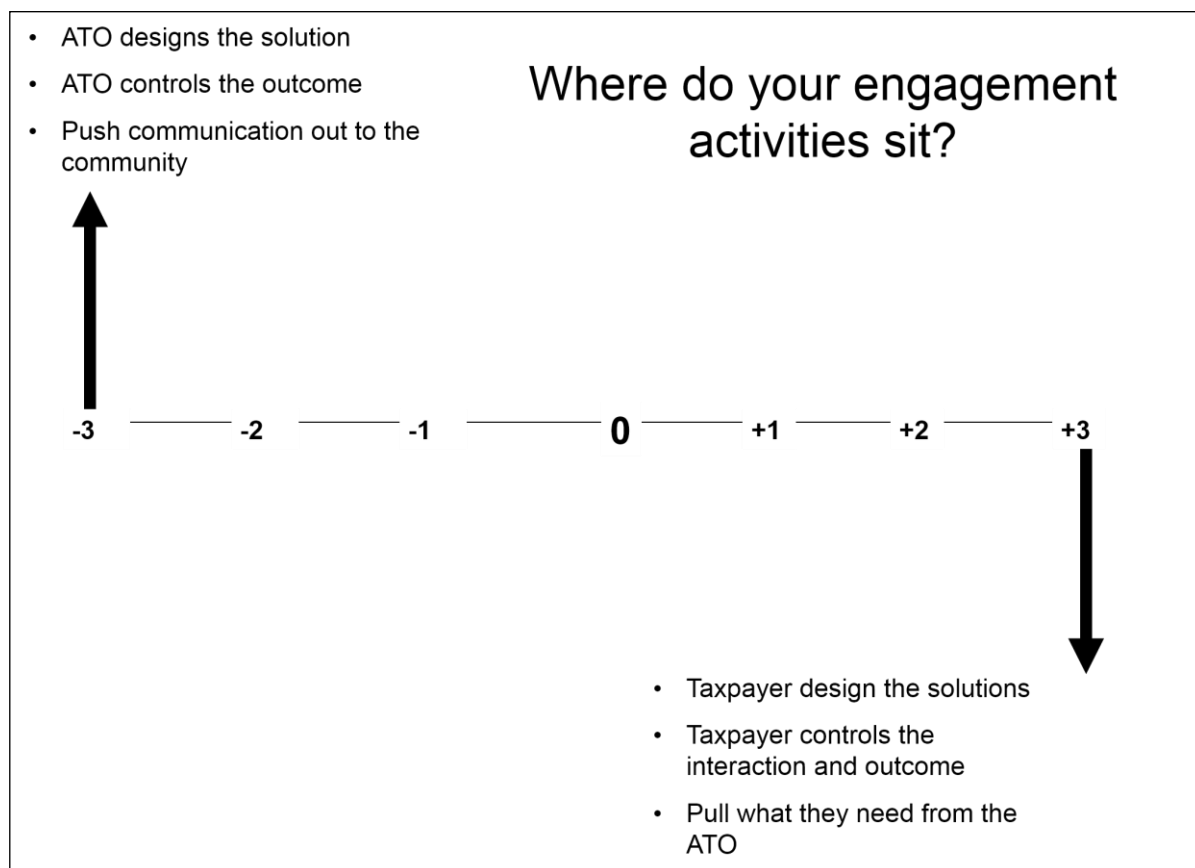 • ATO designs the solution
• ATO controls the outcome
• Push communication out to the
community
Where do your engagement
activities sit?
-3 -2 -1 0 +1 +2 +3
• Taxpayer design the solutions
• Taxpayer controls the
interaction and outcome
• Pull what they need from the
ATO